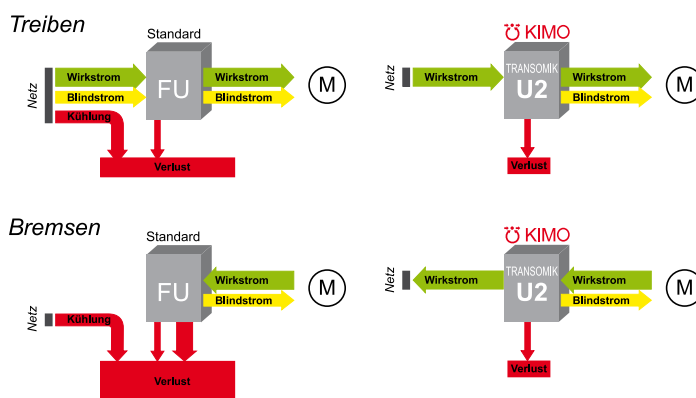 Treiben
Standard
KIMO
Netz
Wirkstrom
Blindstrom
Kühlung
FU
Wirkstrom
Blindstrom
M
Verlust
Netz
Wirkstrom
TRANSOMIK
U2
Wirkstrom
Blindstrom
M
Verlust
Bremsen
Standard
KIMO
Netz
Kühlung
FU
Wirkstrom
Blindstrom
M
Verlust
Netz
Wirkstrom
TRANSOMIK
U2
Wirkstrom
Blindstrom
M
Verlust